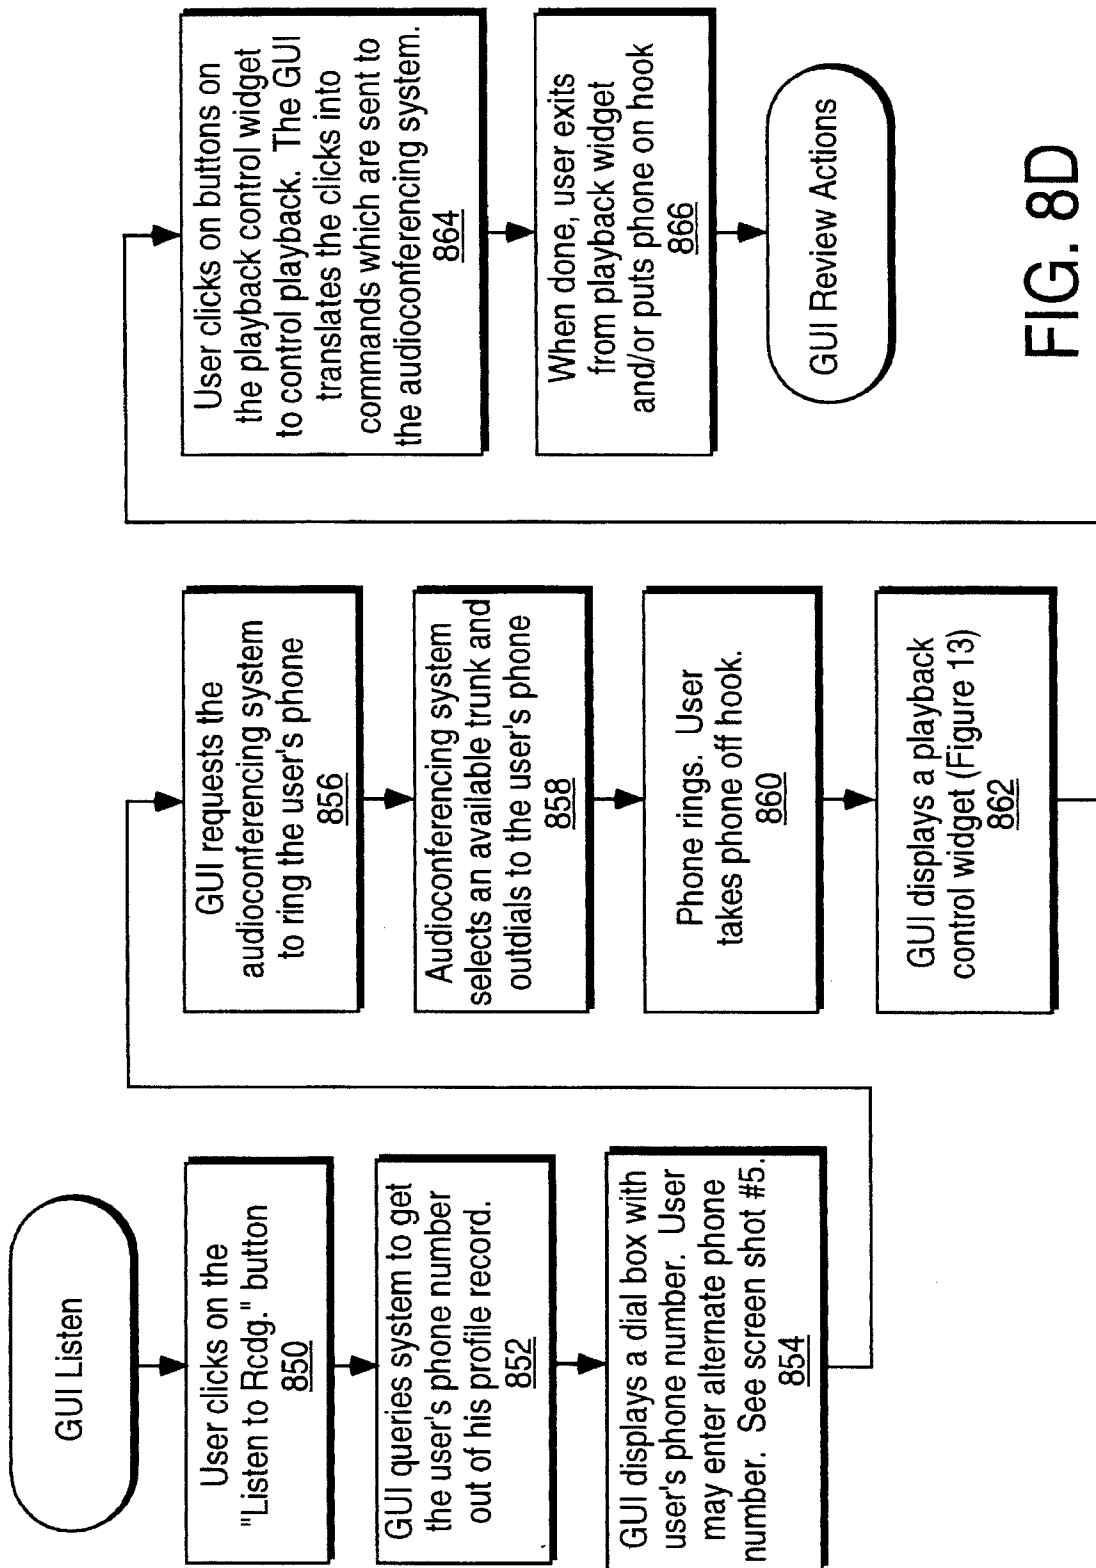 GUI Listen
User clicks on the
"Listen to Rcdg." button
850
GUI queries system to get
the user's phone number
out of his profile record.
852
GUI displays a dial box with
user's phone number. User
may enter alternate phone
number. See screen shot #5.
854
GUI requests the
audioconferencing system
to ring the user's phone
856
Audioconferencing system
selects an available trunk and
outdials to the user's phone
858
Phone rings. User
takes phone off hook.
860
GUI displays a playback
control widget (Figure 13)
862
User clicks on buttons on
the playback control widget
to control playback. The GUI
translates the clicks into
commands which are sent to
the audioconferencing system.
864
When done, user exits
from playback widget
and/or puts phone on hook
866
GUI Review Actions
FIG. 8D